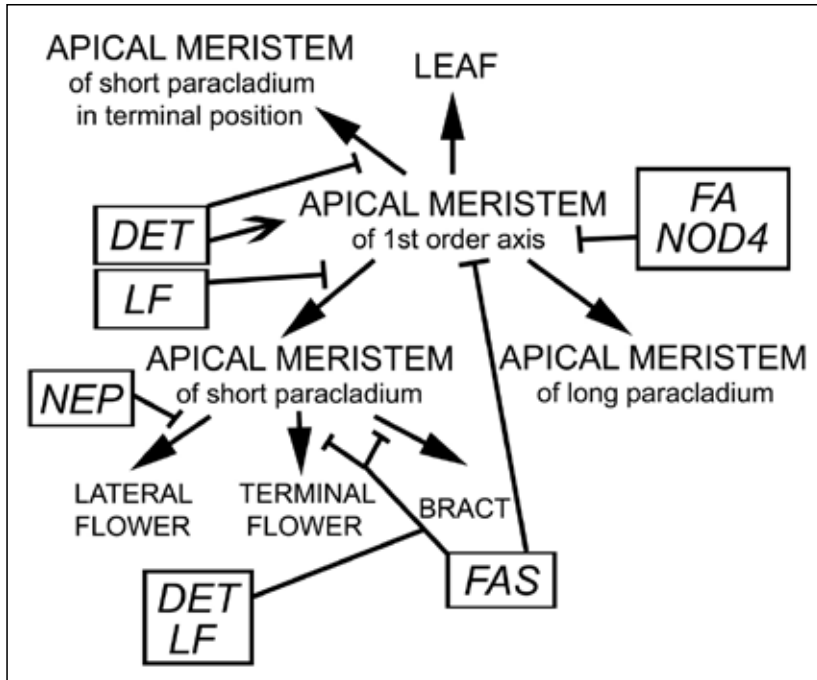 APICAL MERISTEM
of short paracladium
in terminal position
LEAF
APICAL MERISTEM
of 1st order axis
FA
NOD4
DET
LF
APICAL MERISTEM
of short paracladium
APICAL MERISTEM
of long paracladium
NEP
LATERAL
FLOWER
TERMINAL
FLOWER
BRACT
FAS
DET
LF